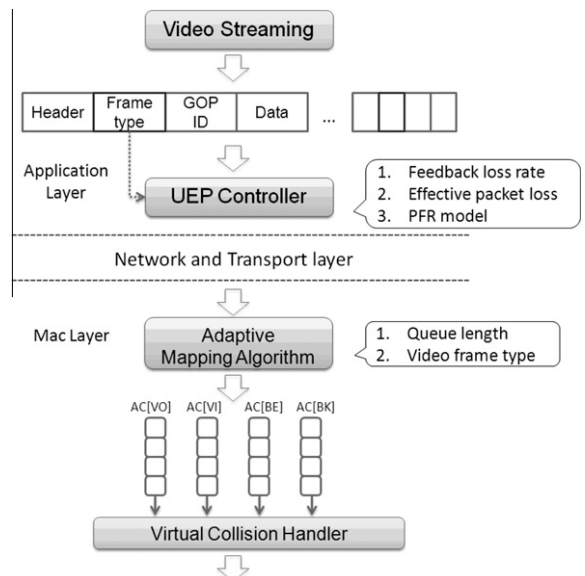 Video Streaming
Header
Frame type
GOP ID
Data
...
Application Layer
UEP Controller
1. Feedback loss rate
2. Effective packet loss
3. PFR model
Network and Transport layer
Mac Layer
Adaptive
Mapping Algorithm
1. Queue length
2. Video frame type
AC[VO] AC[VI] AC[BE] AC[BK]
Virtual Collision Handler